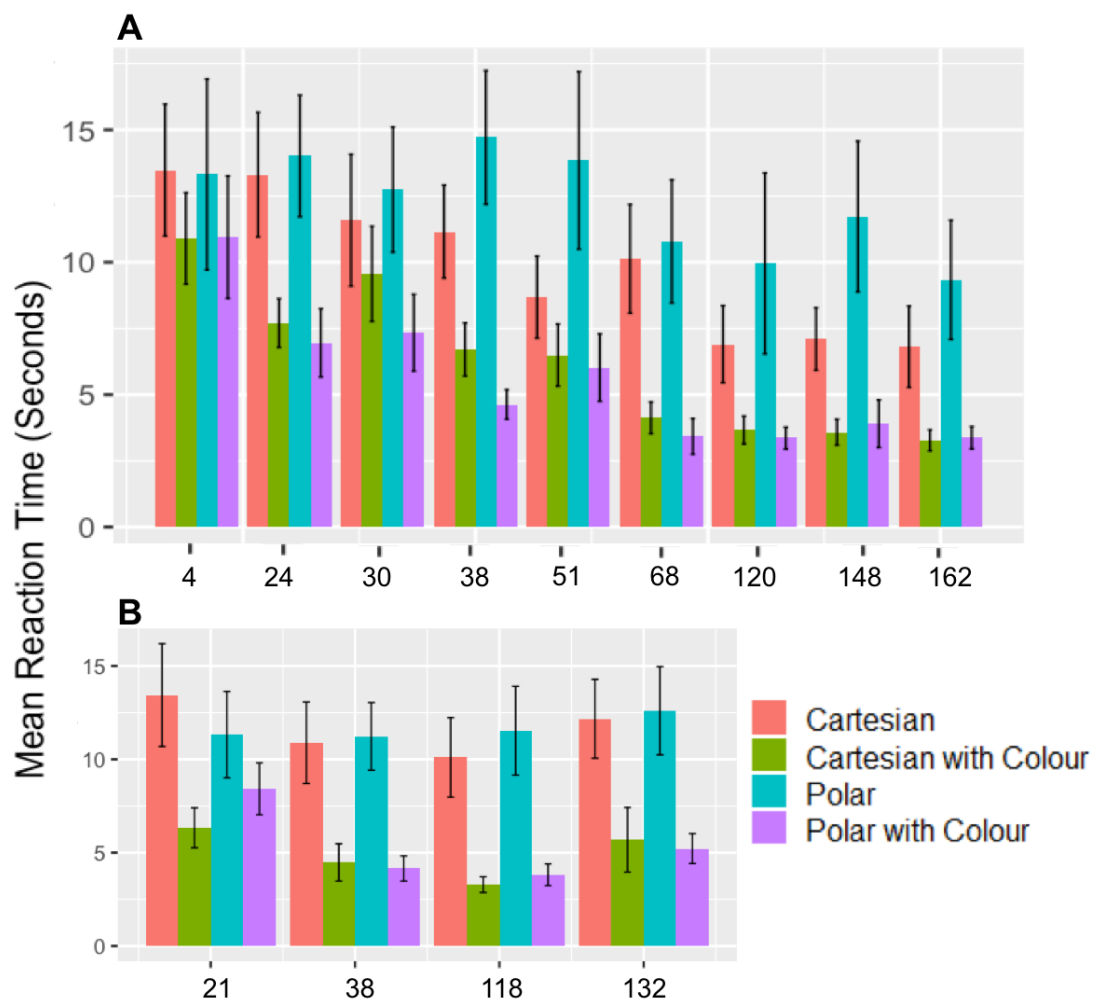 A
Mean Reaction Time (Seconds)
15
10
5
0
4 24 30 38 51 68 120 148 162
B
15
10
5
0
21 38 118 132
Cartesian
Cartesian with Colour
Polar
Polar with Colour